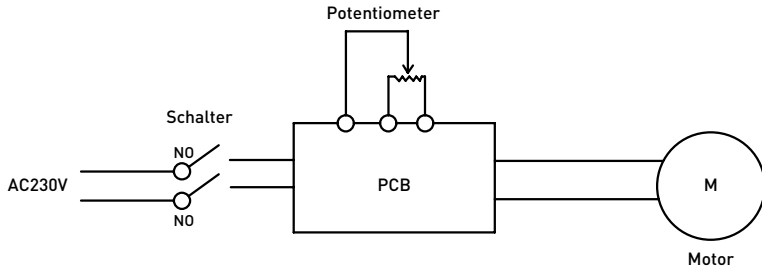 Potentiometer
Schalter
NO
AC230V
PCB
M
NO
Motor